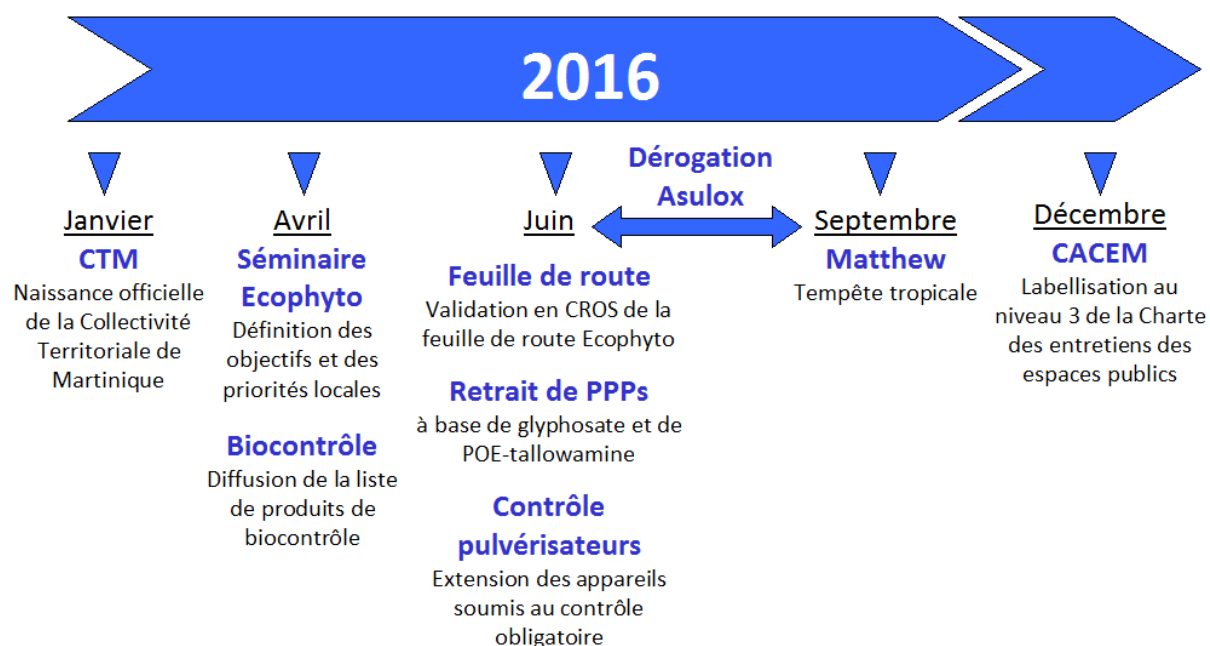 2016
Janvier
CTM
Naissance officielle
de la Collectivité
Territoriale de
Martinique
Avril
Séminaire
Ecophyto
Définition des
objectifs et des
priorités locales
Biocontrôle
Diffusion de la liste
de produits de
biocontrôle
Juin
Feuille de route
Validation en CROS de la
feuille de route Ecophyto
Retrait de PPPs
à base de glyphosate et de
POE-tallowamine
Contrôle
pulvérisateurs
Extension des appareils
soumis au contrôle
obligatoire
Dérogation
Asulox
Septembre
Matthew
Tempête tropicale
Décembre
CACEM
Labellisation au
niveau 3 de la Charte
des entretiens des
espaces publics